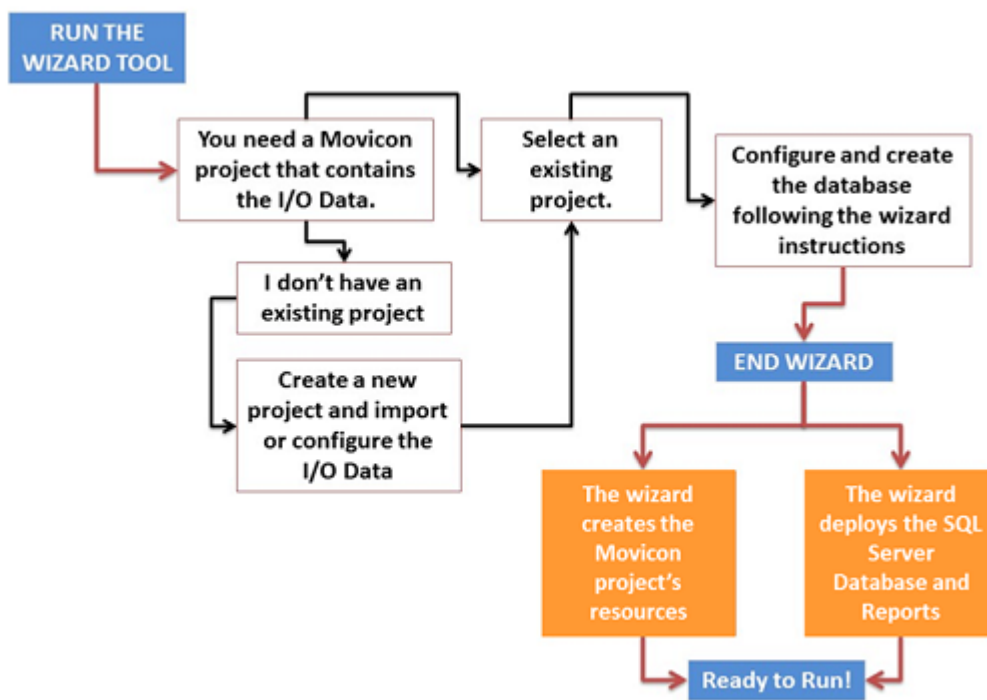 RUN THE
WIZARD TOOL
You need a Movicon
project that contains
the I/O Data.
Select an
existing
project.
Configure and create
the database
following the wizard
instructions
I don't have an
existing project
Create a new
project and import
or configure the
I/O Data
END WIZARD
The wizard
creates the
Movicon
project's
resources
The wizard
deploys the SQL
Server
Database and
Reports
Ready to Run!